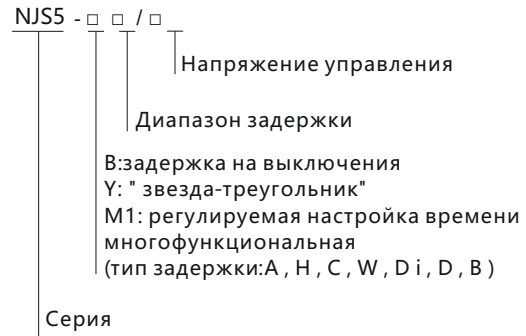 NJS5 - □ □ / □
Напряжение управления
Диапазон задержки
B:задержка на выключения
Y: " звезда-треугольник"
M1: регулируемая настройка времени
многофункциональная
(тип задержки:A , H , C , W , D i , D , B )
Серия